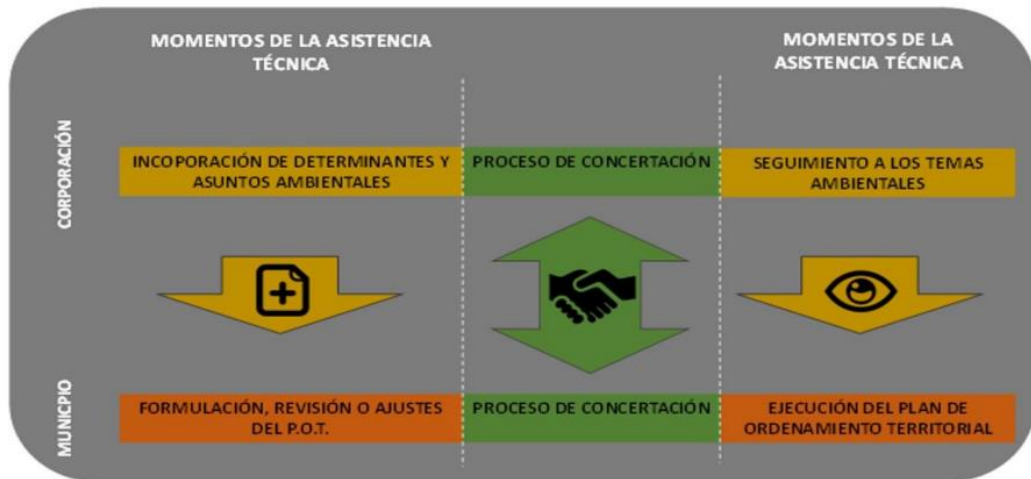 MOMENTOS DE LA ASISTENCIA
TÉCNICA
MOMENTOS DE LA
ASISTENCIA TÉCNICA
CORPORACIÓN
INCOPORACIÓN DE DETERMINANTES Y
ASUNTOS AMBIENTALES
PROCESO DE CONCERTACIÓN
SEGUIMIENTO A LOS TEMAS
AMBIENTALES
MUNICPIO
FORMULACIÓN, REVISIÓN O AJUSTES
DEL P.O.T.
PROCESO DE CONCERTACIÓN
EJECUCIÓN DEL PLAN DE
ORDENAMIENTO TERRITORIAL